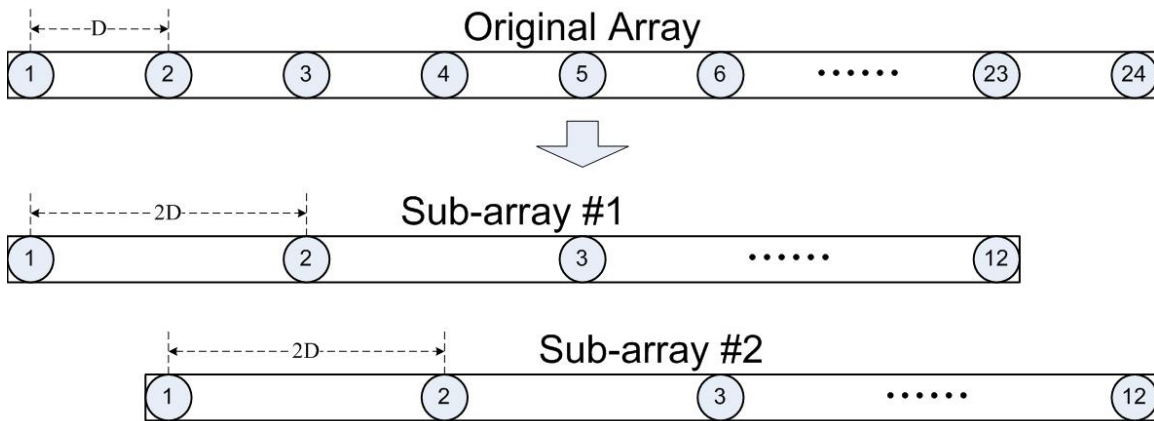 Original Array
D
1 2 3 4 5 6 ...... 23 24
Sub-array #1
2D
1 2 3 ...... 12
Sub-array #2
2D
1 2 3 ...... 12